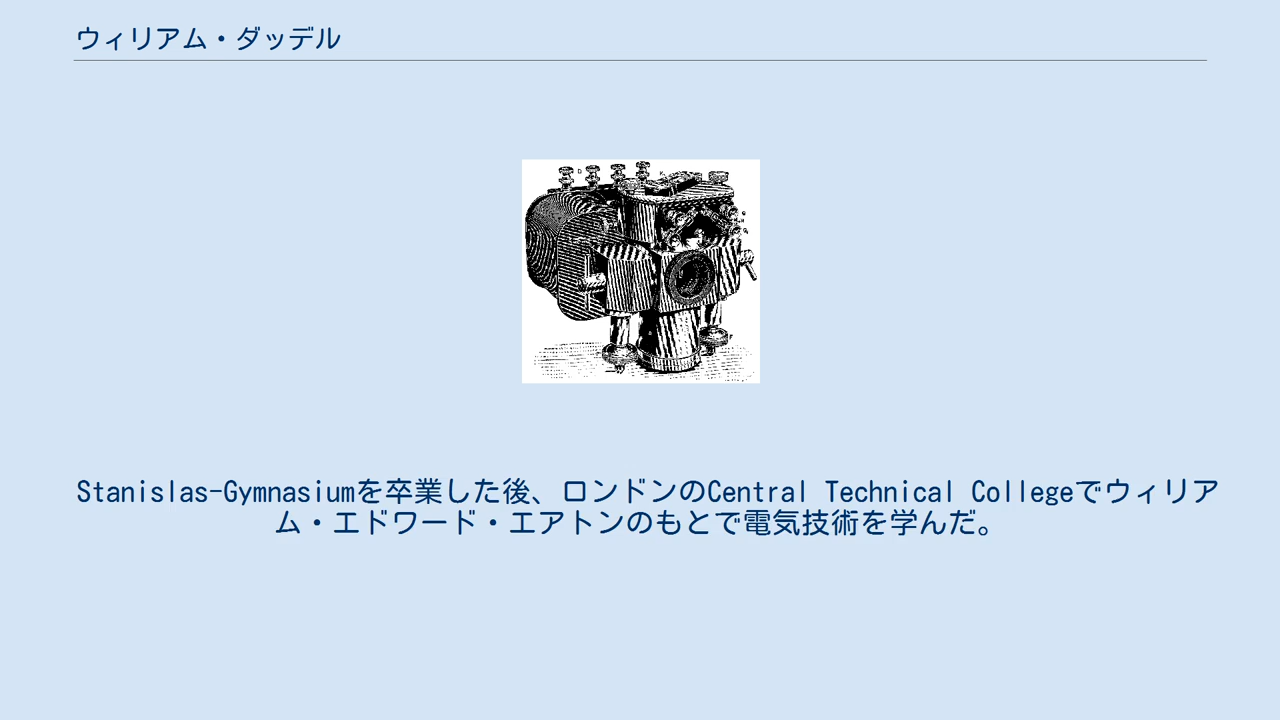 ウィリアム・ダッデル
Stanislas-Gymnasiumを卒業した後、ロンドンのCentral Technical Collegeでウィリア
ム・エドワード・エアトンのもとで電気技術を学んだ。